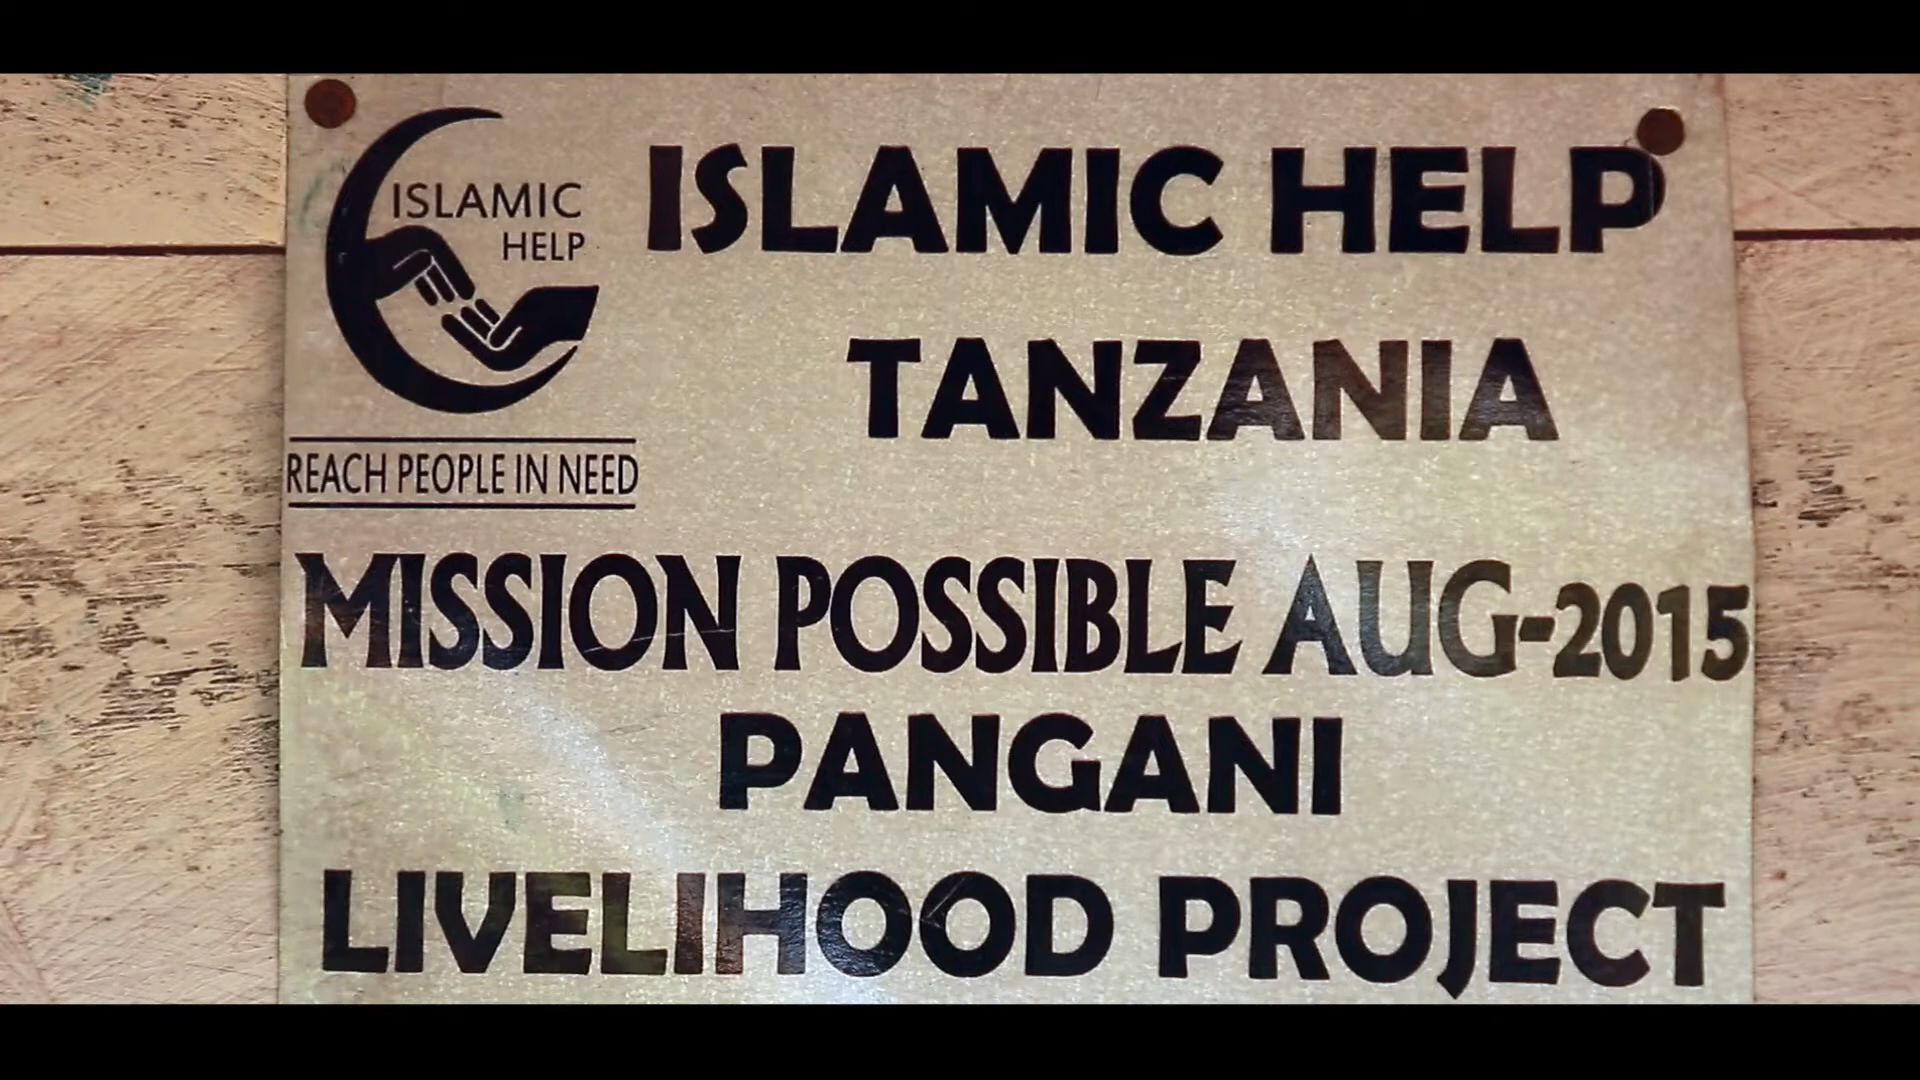 ISLAMIC
HELP
REACH PEOPLE IN NEED
ISLAMIC HELP
TANZANIA
MISSION POSSIBLE AUG-2015
PANGANI
LIVELIHOOD PROJECT